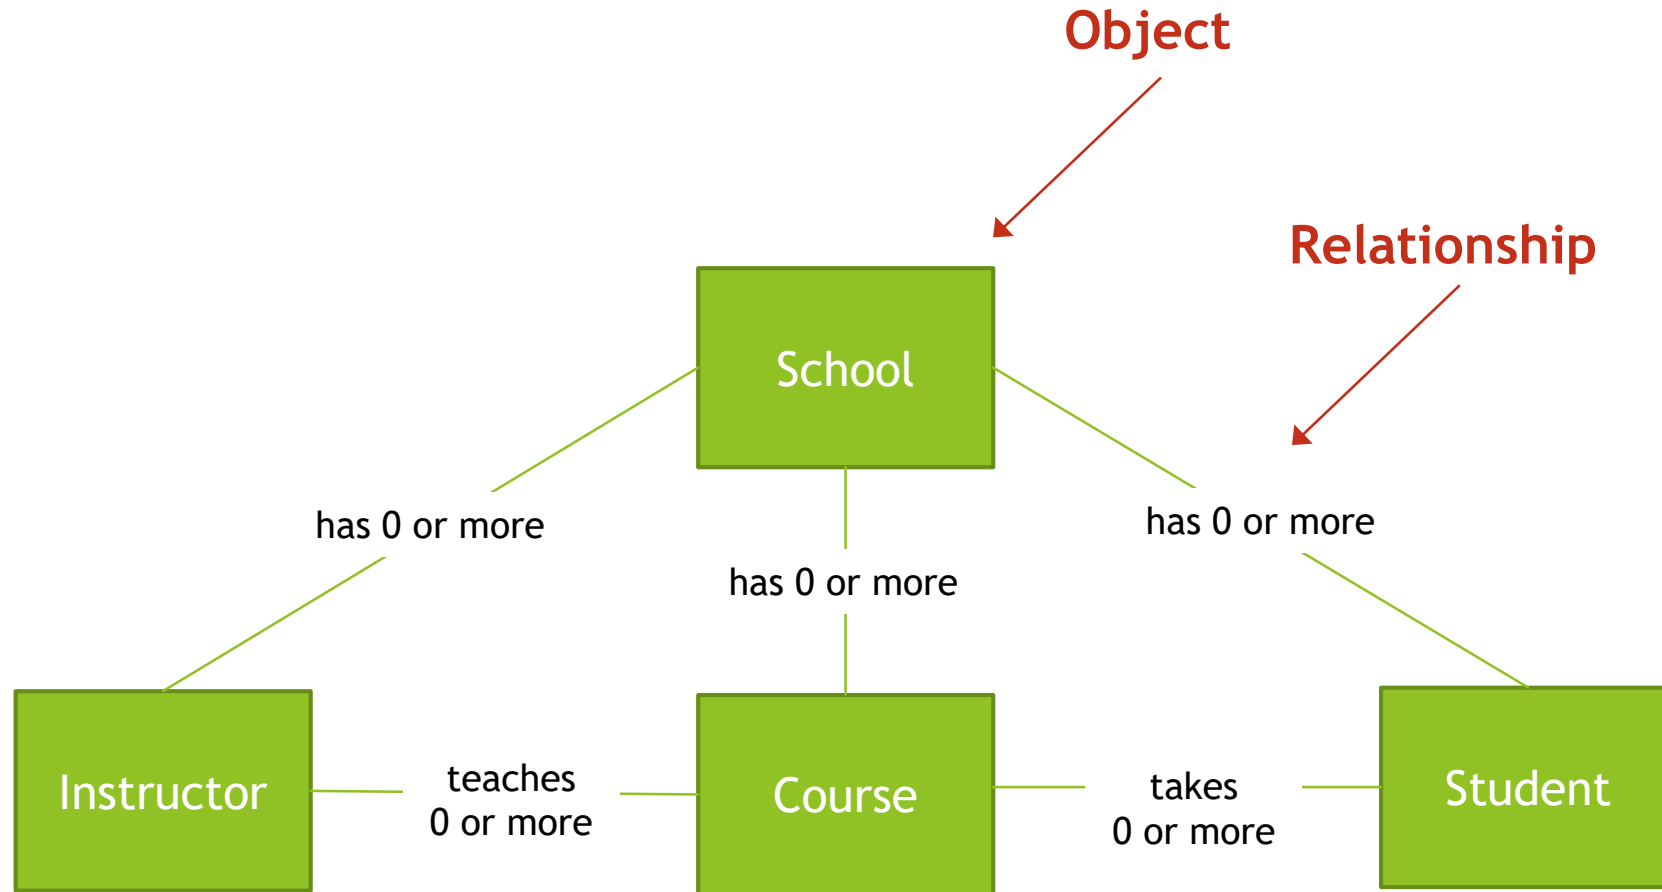 Object
Relationship
School
has 0 or more
has 0 or more
has 0 or more
Instructor
teaches
0 or more
Course
takes
0 or more
Student